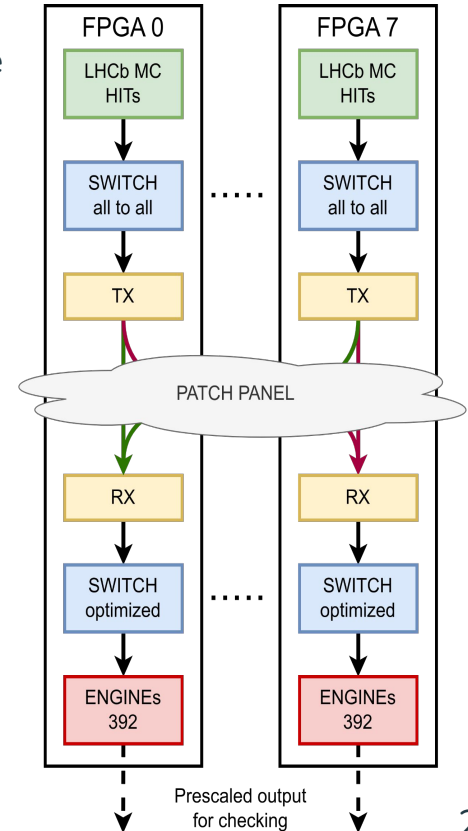 FPGA 0
LHCb MC
HITs
SWITCH
all to all
TX
FPGA 7
LHCb MC
HITs
SWITCH
all to all
TX
PATCH PANEL
RX
SWITCH
optimized
ENGINEs
392
RX
SWITCH
optimized
ENGINEs
392
Prescaled output
for checking